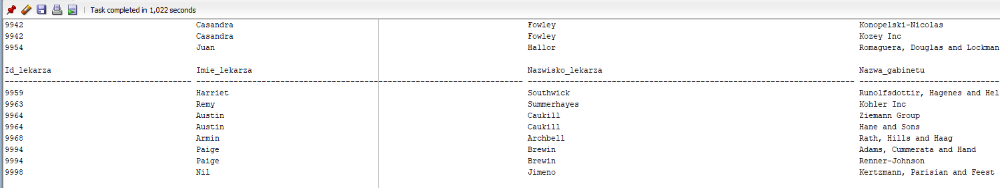 Task completed in 1,022 seconds
9942 Casandra Fowley Konopelski-Nicolas
9942 Casandra Fowley Kozey Inc
9954 Juan Hallor Romaguera, Douglas and Lockman
Id_lekarza Imie_lekarza Nazwisko_lekarza Nazwa_gabinetu
9959 Harriet Southwick Runolfsdottir, Hagenes and Hel
9963 Remy Summerhayes Kohler Inc
9964 Austin Caukill Ziemann Group
9964 Austin Caukill Hane and Sons
9968 Armin Archbell Rath, Hills and Haag
9994 Paige Brewin Adams, Cummerata and Hand
9994 Paige Brewin Renner-Johnson
9998 Nil Jimeno Kertzmann, Parisian and Feest